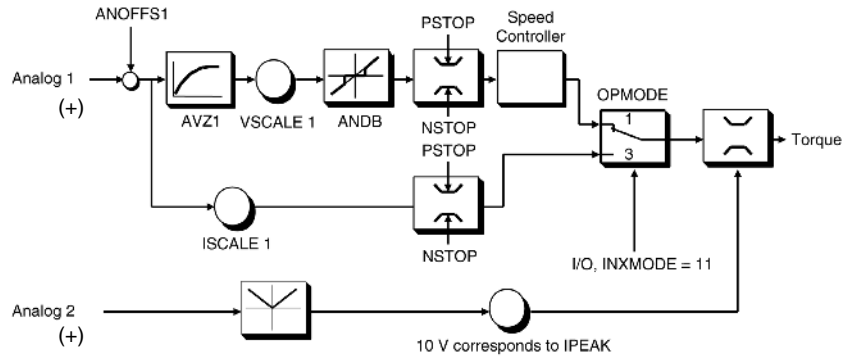 ANOFFS1
PSTOP
Speed
Controller
Analog 1
(+)
AVZ1
VSCALE 1
ANDB
NSTOP
OPMODE
1
3
Torque
PSTOP
ISCALE 1
NSTOP
I/O, INXMODE = 11
Analog 2
(+)
10 V corresponds to IPEAK